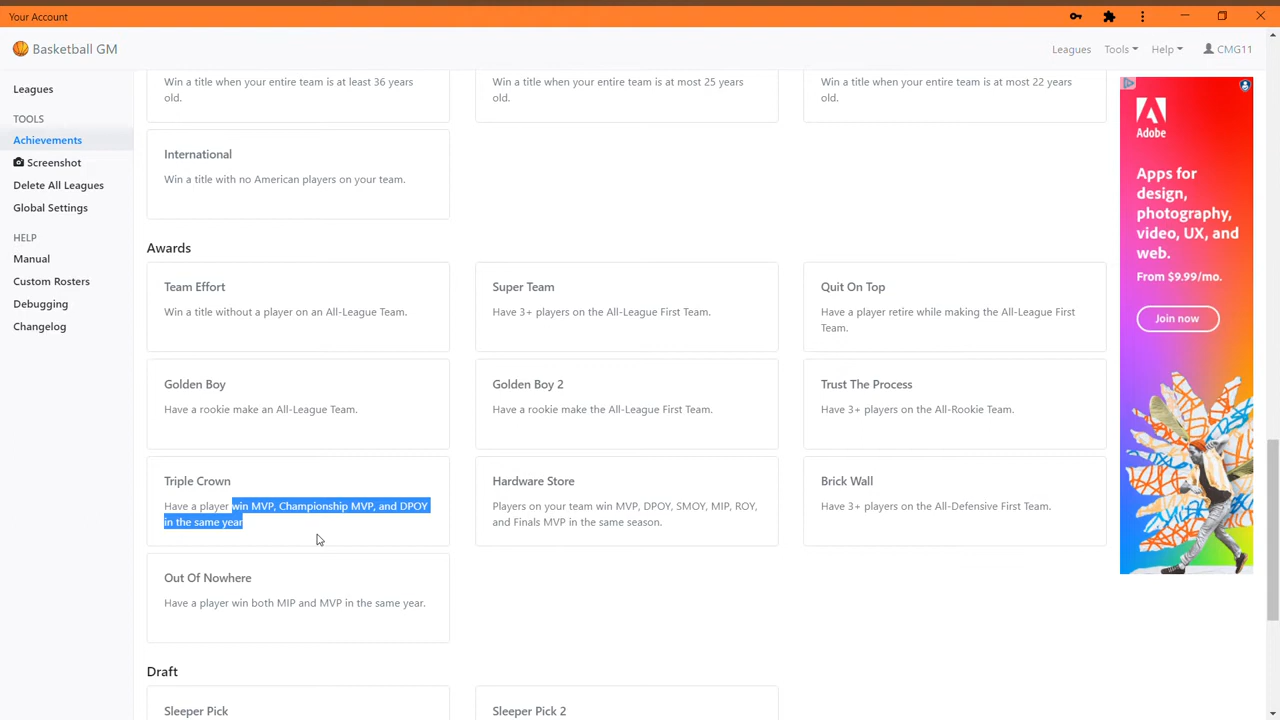 Your Account
Basketball GM
Leagues
Tools
Help
CMG11
Leagues
TOOLS
Achievements
Screenshot
Delete All Leagues
Global Settings
HELP
Manual
Custom Rosters
Debugging
Changelog
Win a title when your entire team is at least 36 years
old.
Win a title when your entire team is at most 25 years
old.
Win a title when your entire team is at most 22 years
old.
International
Win a title with no American players on your team.
Awards
Team Effort
Win a title without a player on an All-League Team.
Super Team
Have 3+ players on the All-League First Team.
Quit On Top
Have a player retire while making the All-League First
Team.
Golden Boy
Have a rookie make an All-League Team.
Golden Boy 2
Have a rookie make the All-League First Team.
Trust The Process
Have 3+ players on the All-Rookie Team.
Triple Crown
Have a player win MVP, Championship MVP, and DPOY
in the same year
Hardware Store
Players on your team win MVP, DPOY, SMOY, MIP, ROY,
and Finals MVP in the same season.
Brick Wall
Have 3+ players on the All-Defensive First Team.
Out Of Nowhere
Have a player win both MIP and MVP in the same year.
Draft
Sleeper Pick
Sleeper Pick 2
Adobe
Apps for
design,
photography,
video, UX, and
web.
From $9.99/mo.
Join now